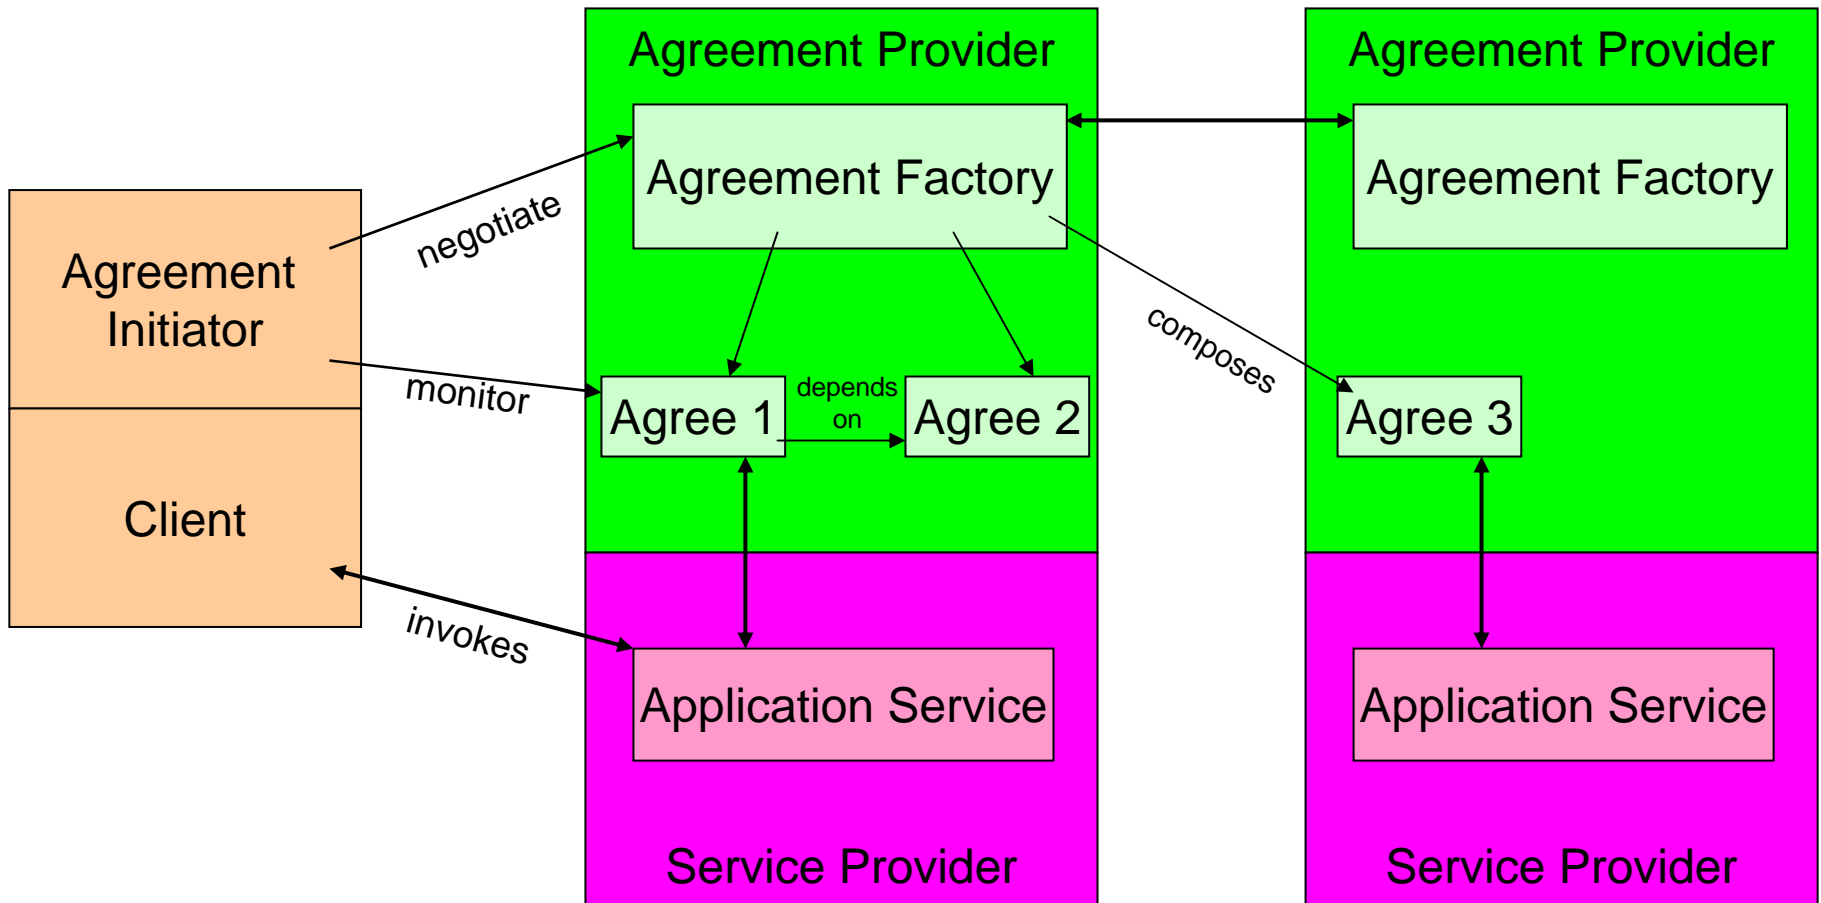 Agreement Provider
Agreement Provider
Agreement Factory
Agreement Factory
negotiate
Agreement
Initiator
composes
monitor
depends
on
Agree 1
Agree 2
Agree 3
Client
invokes
Application Service
Application Service
Service Provider
Service Provider